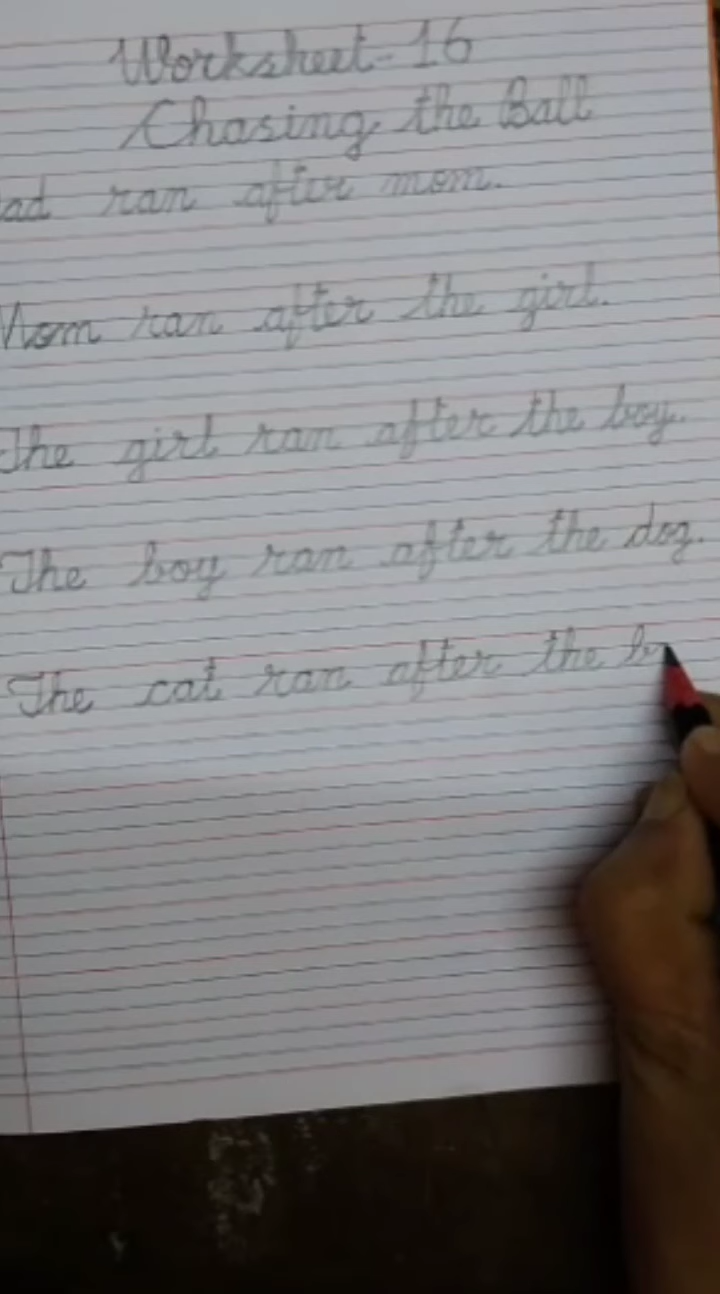 Worksheet-16
Chasing the Ball
ad ran after mom.
Mom ran after the girl.
The girl ran after the boy.
The boy ran after the dog.
The cat ran after the